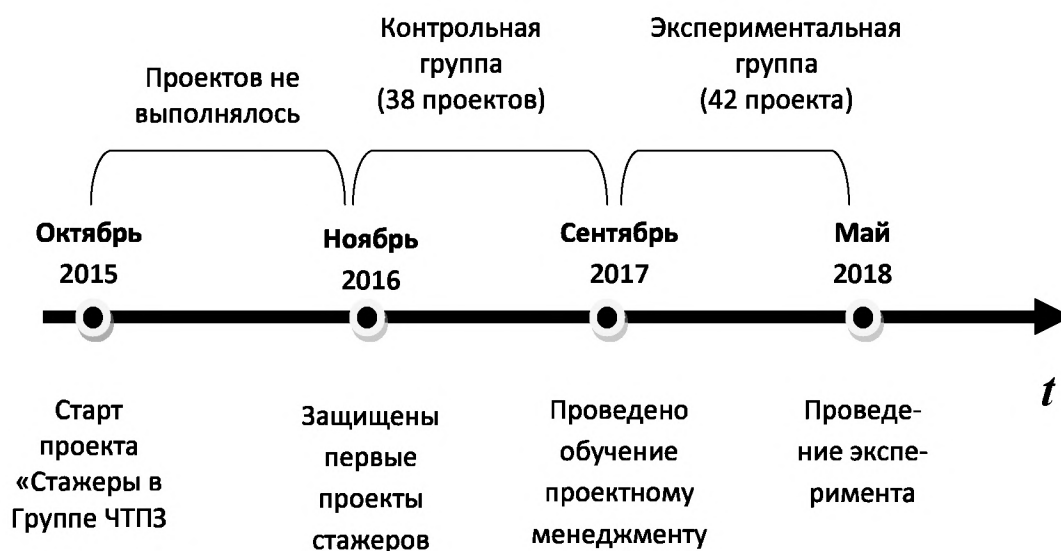 Проектов не
выполнялось
Контрольная
группа
(38 проектов)
Экспериментальная
группа
(42 проекта)
Октябрь
2015
Ноябрь
2016
Сентябрь
2017
Май
2018
t
Старт
проекта
«Стажеры в
Группе ЧТПЗ
Защищены
первые
проекты
стажеров
Проведено
обучение
проектному
менеджменту
Проведе-
ние экспе-
римента